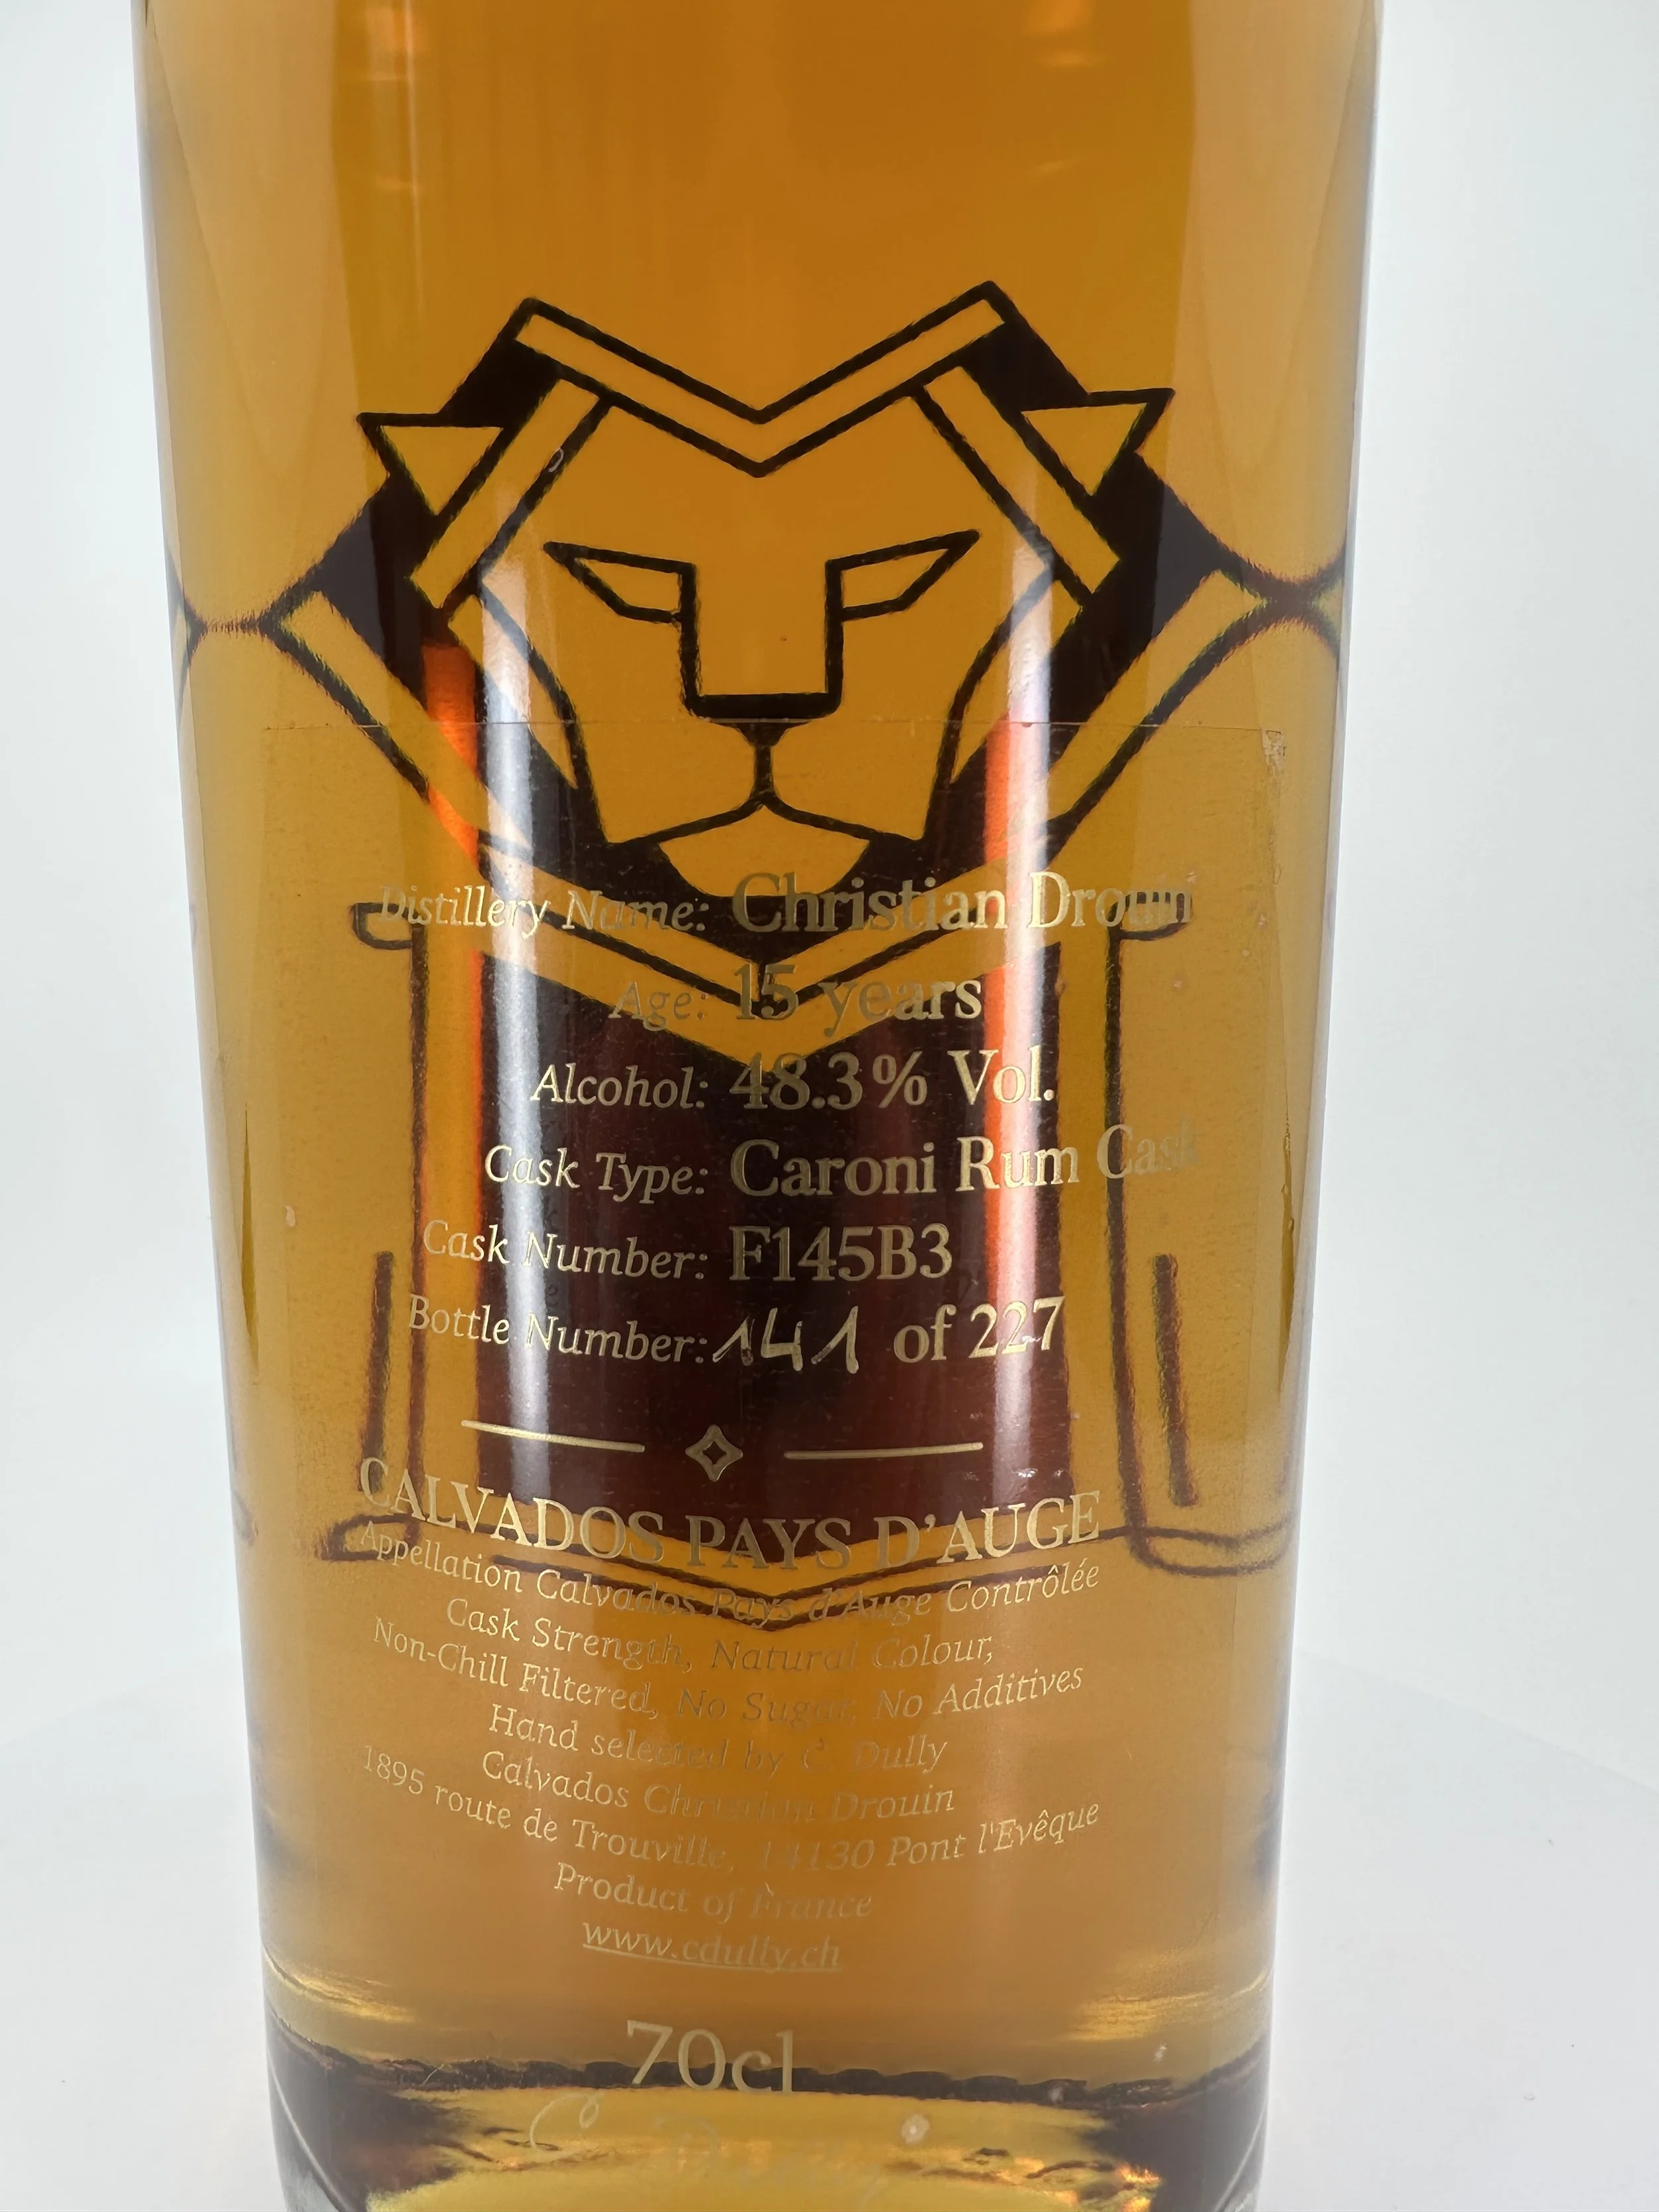 Distillery Name: Christian Drouin
Age: 15 years
Alcohol: 48.3% Vol.
Cask Type: Caroni Rum Cask
Cask Number: F145B3
Bottle Number: 141 of 227
CALVADOS PAYS D'AUGE
Appellation Calvados Pays d'Auge Contrôlée
Cask Strength, Natural Colour,
Non-Chill Filtered, No Sugar, No Additives
Hand selected by C. Dully
Calvados Christian Drouin
1895 route de Trouville, 14130 Pont l'Evêque
Product of France
www.cdully.ch
70cl
C. Dully